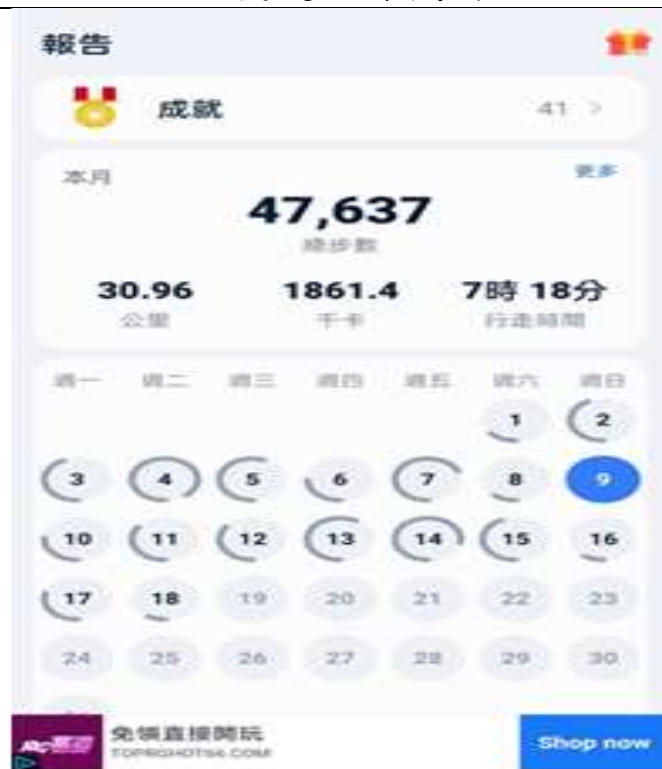 報告
成就 41 >
本月 更多
47,637
總步數
30.96 1861.4 7時 18分
公里 千卡 行走時間
週一 週二 週三 週四 週五 週六 週日
1 2
3 4 5 6 7 8 9
10 11 12 13 14 15 16
17 18 19 20 21 22 23
24 25 26 27 28 29 30
免領直接開玩
Shop now